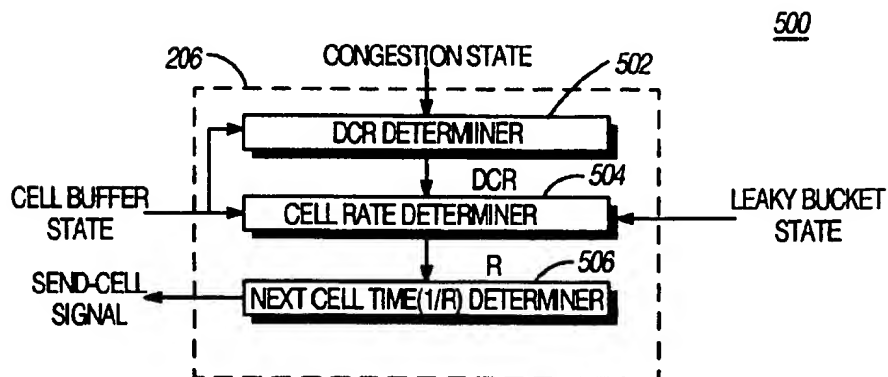 500
206
CONGESTION STATE
502
DCR DETERMIINER
DCR
504
CELL BUFFER
STATE
CELL RATE DETERMINER
LEAKY BUCKET
STATE
R
506
SEND-CELL
SIGNAL
NEXT CELL TIME(1/R) DETERMINER